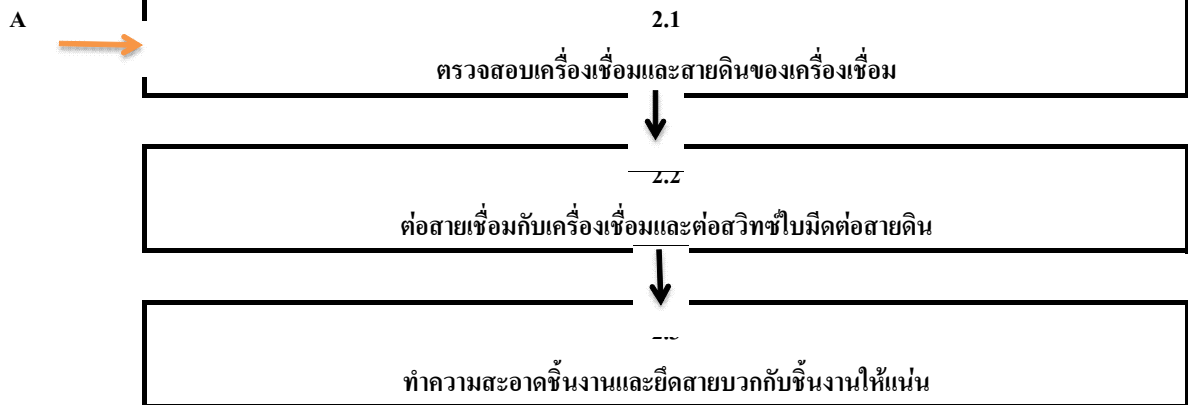 A
2.1
ตรวจสอบเครื่องเชื่อมและสายดินของเครื่องเชื่อม
2.2
ต่อสายเชื่อมกับเครื่องเชื่อมและต่อสวิทซ์ใบมีดต่อสายดิน
ทำความสะอาดชิ้นงานและยึดสายบวกกับชิ้นงานให้แน่น